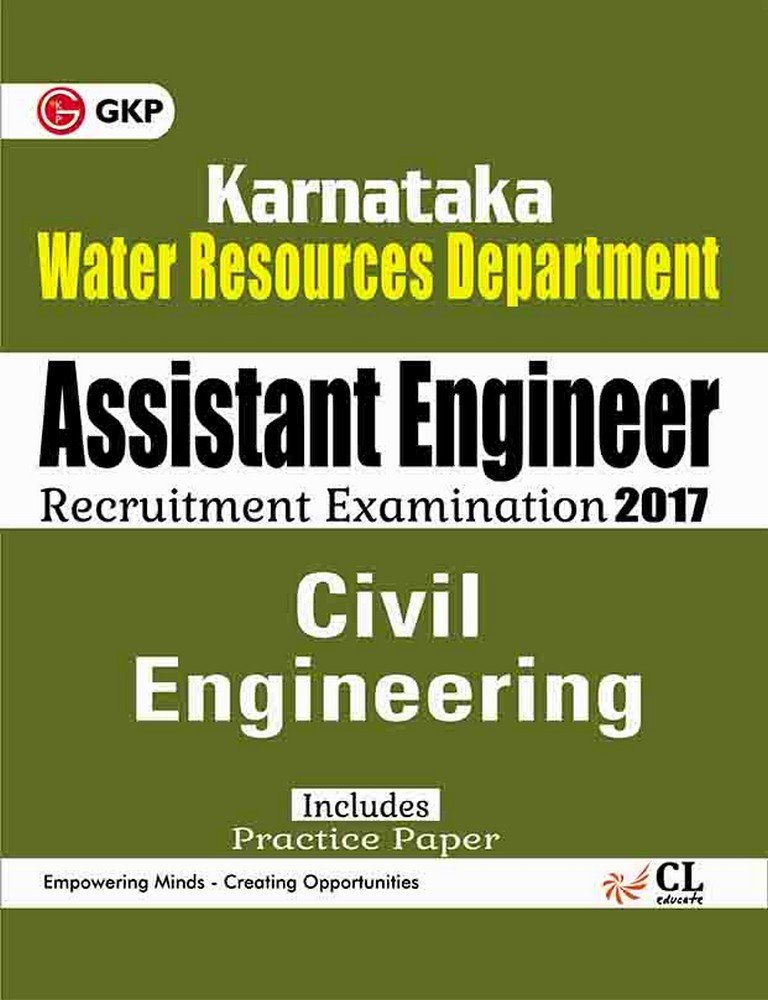 GKP
Karnataka
Water Resources Department
Assistant Engineer
Recruitment Examination 2017
Civil
Engineering
Includes
Practice Paper
Empowering Minds - Creating Opportunities
CL
educate